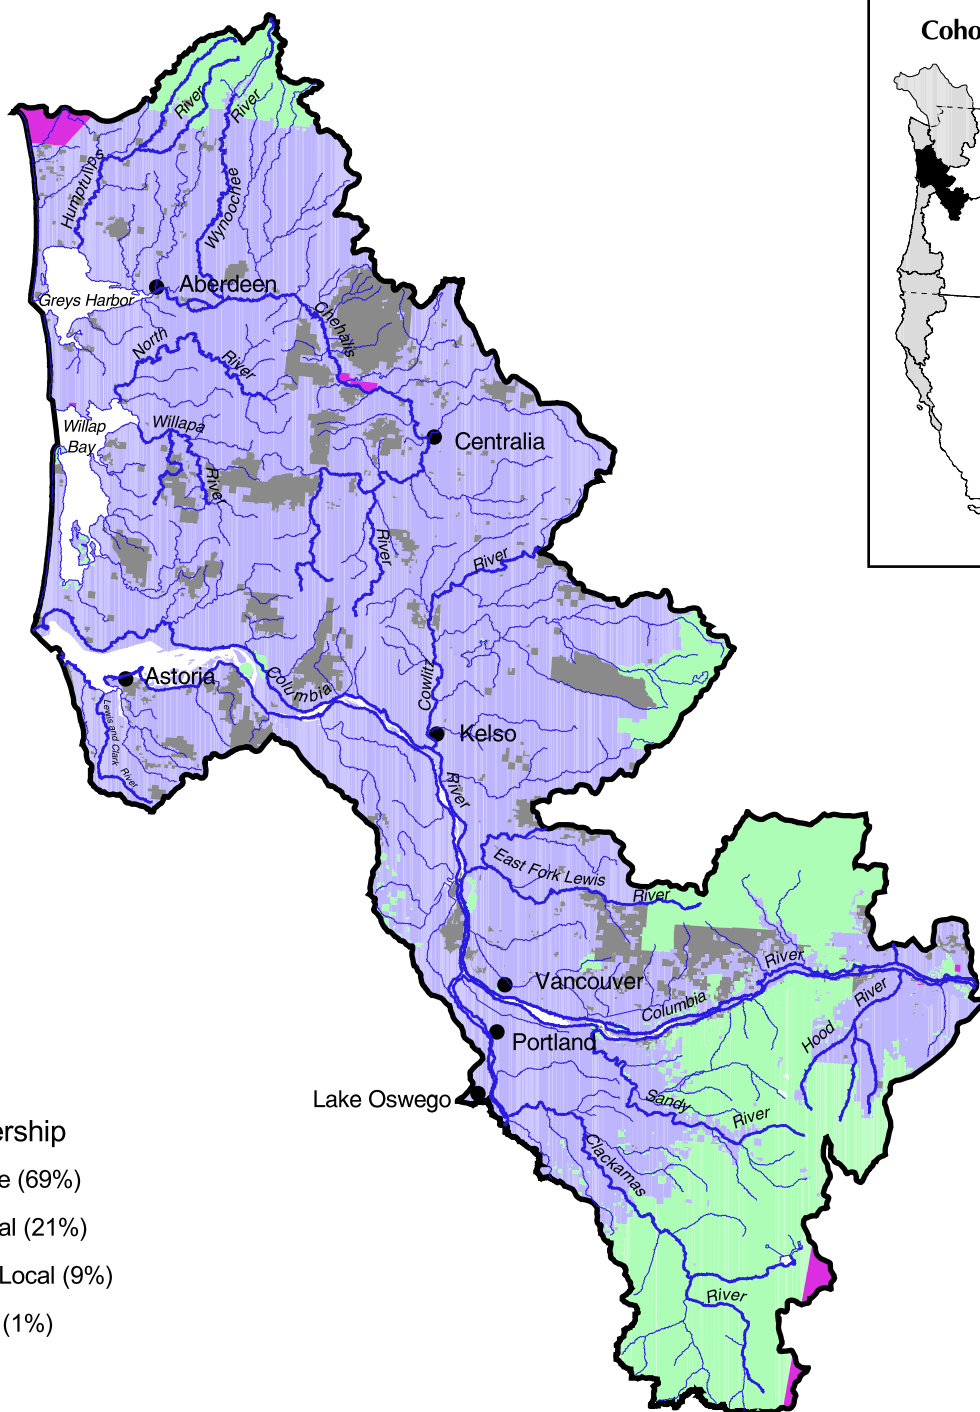 Coho
River
River
Humptulips
Wynoochee
Aberdeen
Greys Harbor
Chehalis
North
River
Willapa
Willap
Bay
Centralia
River
River
River
Astoria
Columbia
Cowlitz
Lewis and Clark
River
Kelso
River
East Fork Lewis
River
Vancouver
River
Columbia
River
Hood
Portland
Lake Oswego
Sandy
River
Clackamas
River
ership
e (69%)
al (21%)
Local (9%)
(1%)